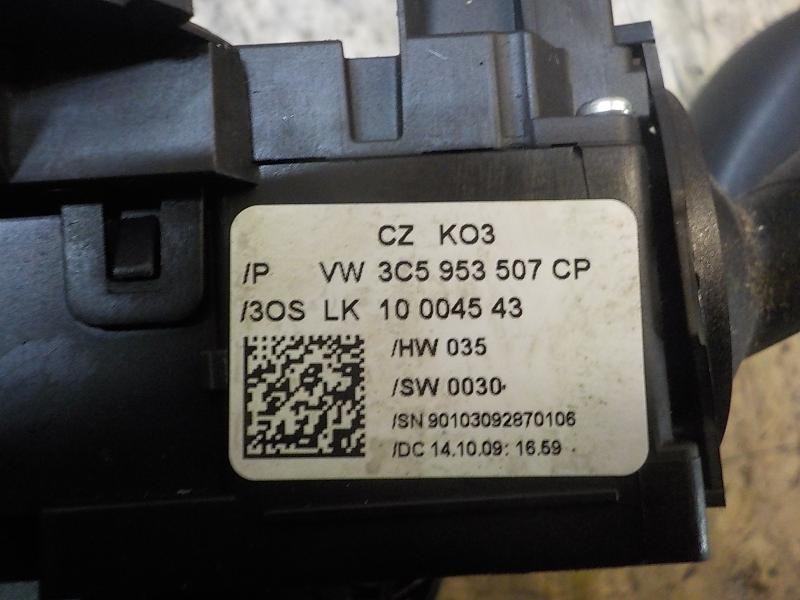 CZ KO3
/P VW 3C5 953 507 CP
/3OS LK 10 0045 43
/HW 035
/SW 0030
/SN 90103092870106
/DC 14.10.09: 16.59